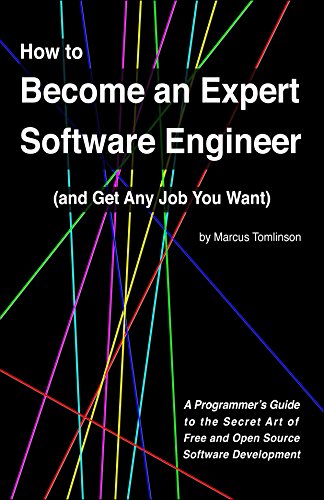 How to
Become an Expert
Software Engineer
(and Get Any Job You Want)
by Marcus Tomlinson
A Programmer's Guide
to the Secret Art of
Free and Open Source
Software Development